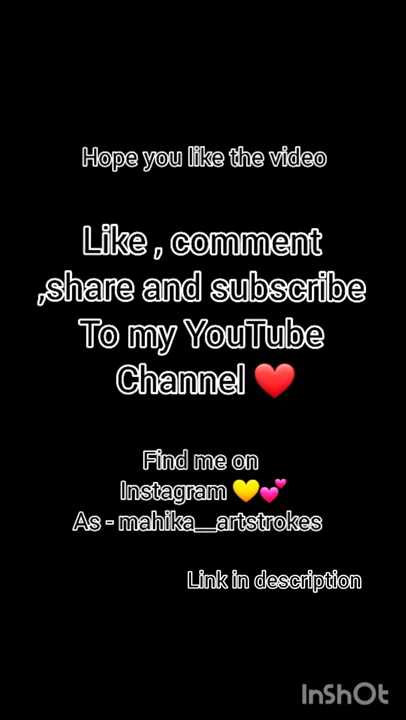 Hope you like the video
Like , comment
,share and subscribe
To my YouTube
Channel ❤️
Find me on
Instagram 💛💕
As - mahika__artstrokes
Link in description
InShOt